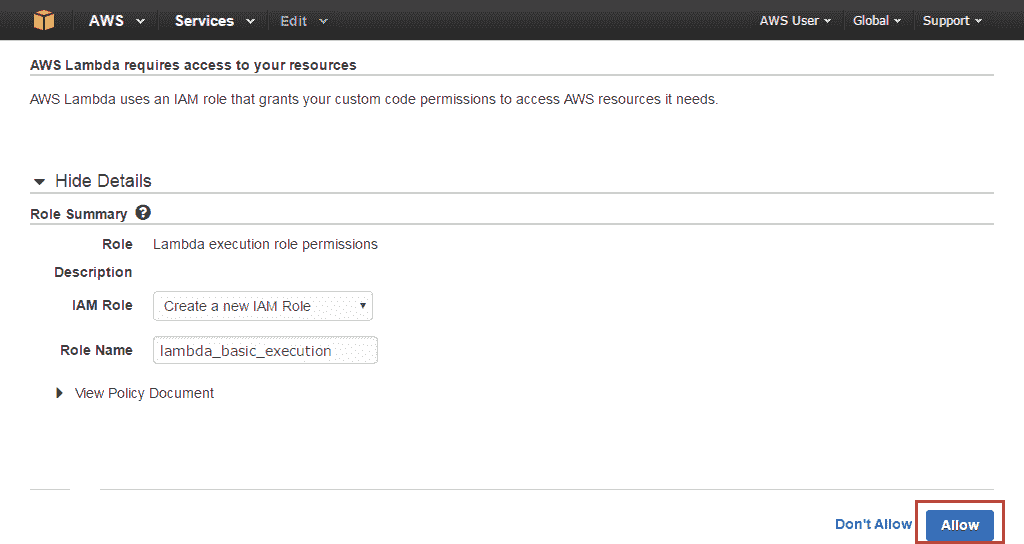 AWS Services Edit AWS User Global Support
AWS Lambda requires access to your resources
AWS Lambda uses an IAM role that grants your custom code permissions to access AWS resources it needs.
Hide Details
Role Summary ?
Role Lambda execution role permissions
Description
IAM Role Create a new IAM Role
Role Name lambda_basic_execution
View Policy Document
Don't Allow Allow